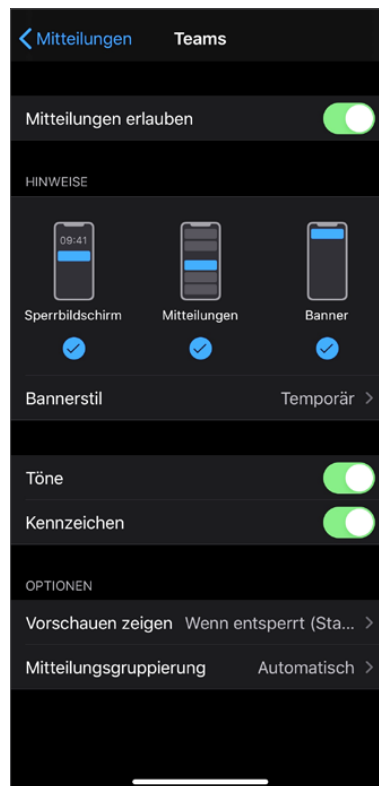 Mitteilungen Teams
Mitteilungen erlauben
HINWEISE
09:41
Sperrbildschirm Mitteilungen Banner
Bannerstil Temporär
Töne
Kennzeichen
OPTIONEN
Vorschauen zeigen Wenn entsperrt (Sta...
Mitteilungsgruppierung Automatisch